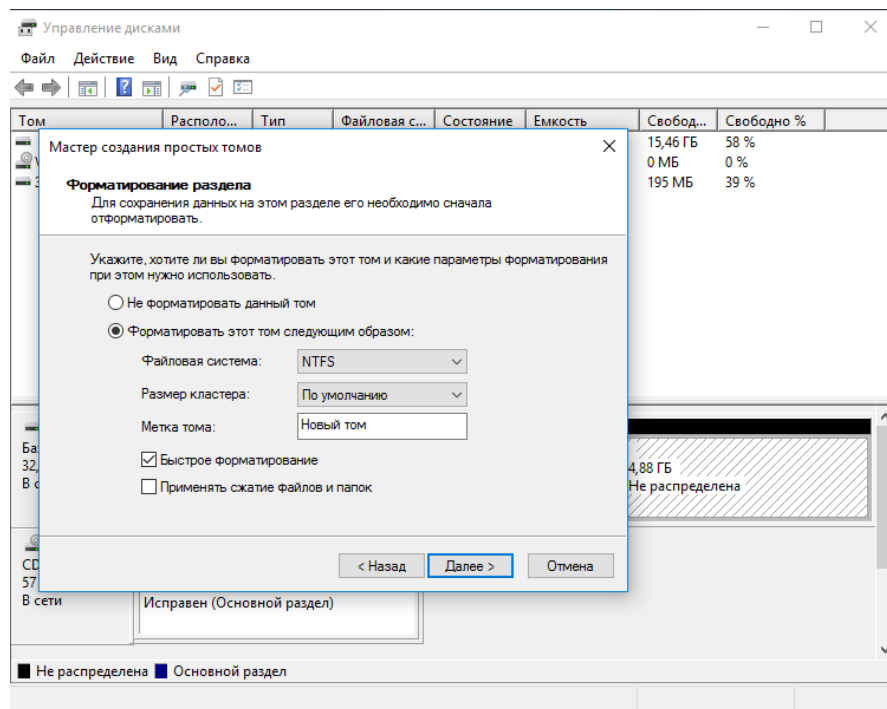 Управление дисками
Файл Действие Вид Справка
Том Располо... Тип Файловая с... Состояние Емкость Свобод... Свободно %
15,46 ГБ 58 %
0 МБ 0 %
195 МБ 39 %
Мастер создания простых томов
Форматирование раздела
Для сохранения данных на этом разделе его необходимо сначала
отформатировать.
Укажите, хотите ли вы форматировать этот том и какие параметры форматирования
при этом нужно использовать.
Не форматировать данный том
Форматировать этот том следующим образом:
Файловая система: NTFS
Размер кластера: По умолчанию
Метка тома: Новый том
Быстрое форматирование
Применять сжатие файлов и папок
< Назад Далее > Отмена
Ба
32,
В с
4,88 ГБ
Не распределена
CD
57
В сети
Исправен (Основной раздел)
Не распределена Основной раздел